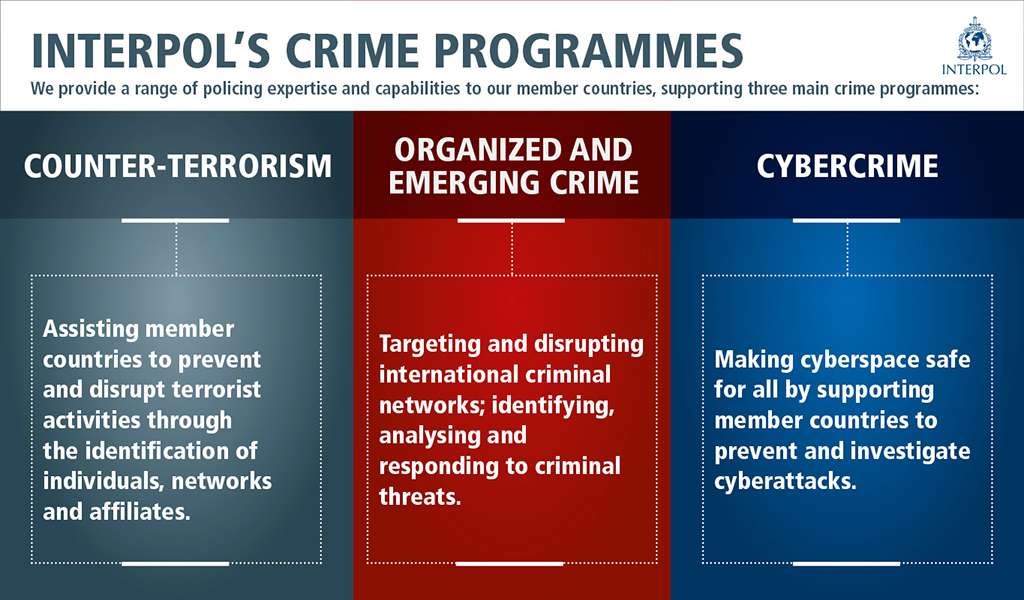 INTERPOL'S CRIME PROGRAMMES
We provide a range of policing expertise and capabilities to our member countries, supporting three main crime programmes:
INTERPOL
COUNTER-TERRORISM
Assisting member
countries to prevent
and disrupt terrorist
activities through
the identification of
individuals, networks
and affiliates.
ORGANIZED AND
EMERGING CRIME
Targeting and disrupting
international criminal
networks; identifying,
analysing and
responding to criminal
threats.
CYBERCRIME
Making cyberspace safe
for all by supporting
member countries to
prevent and investigate
cyberattacks.